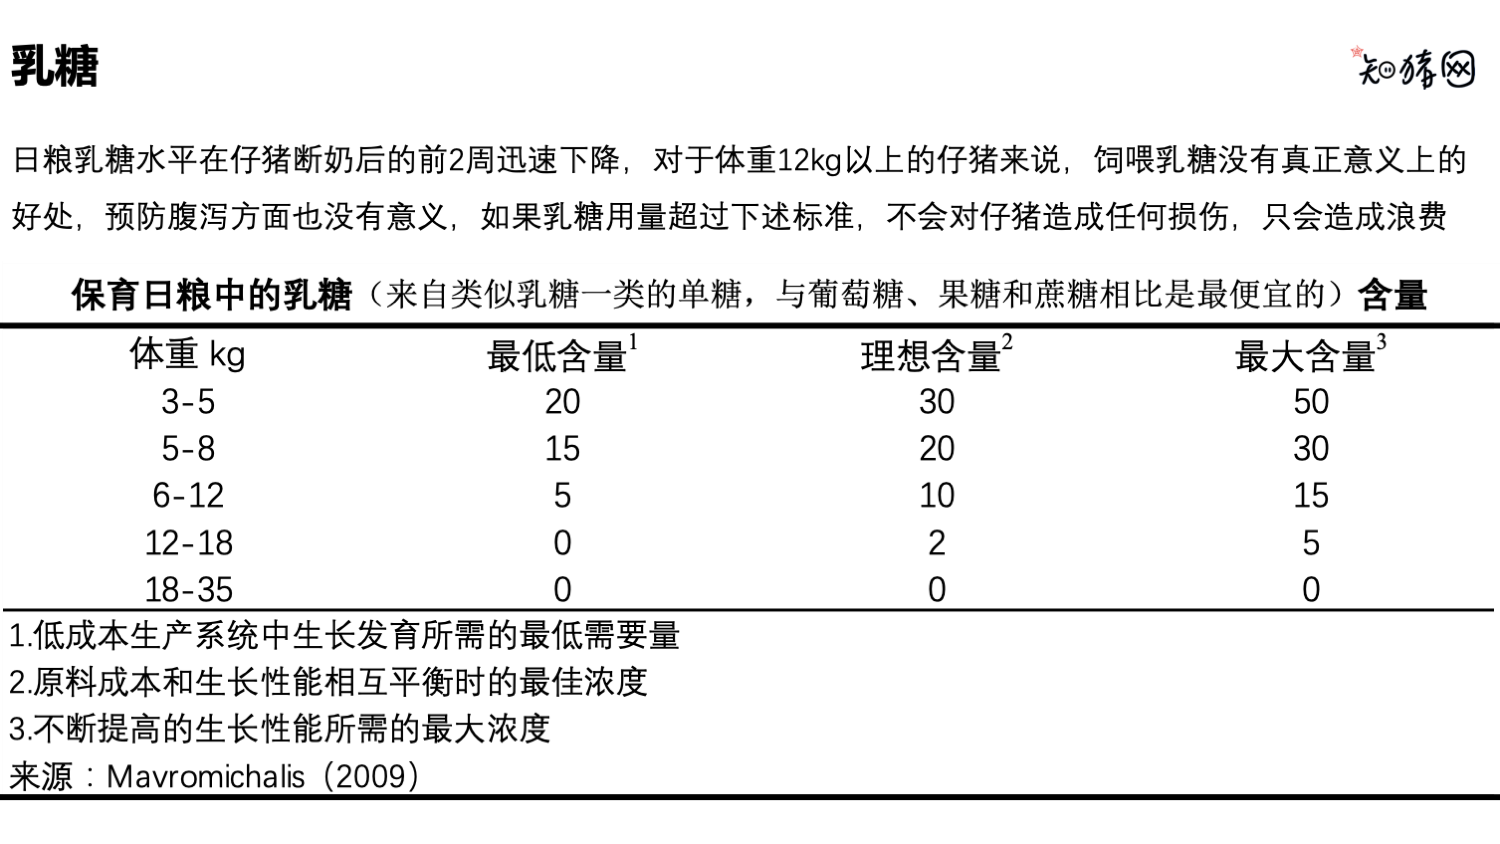 乳糖
知猪网
日粮乳糖水平在仔猪断奶后的前2周迅速下降，对于体重12kg以上的仔猪来说，饲喂乳糖没有真正意义上的
好处，预防腹泻方面也没有意义，如果乳糖用量超过下述标准，不会对仔猪造成任何损伤，只会造成浪费
保育日粮中的乳糖（来自类似乳糖一类的单糖，与葡萄糖、果糖和蔗糖相比是最便宜的）含量
体重 kg 最低含量1 理想含量2 最大含量3
3-5 20 30 50
5-8 15 20 30
6-12 5 10 15
12-18 0 2 5
18-35 0 0 0
1.低成本生产系统中生长发育所需的最低需要量
2.原料成本和生长性能相互平衡时的最佳浓度
3.不断提高的生长性能所需的最大浓度
来源：Mavromichalis（2009）